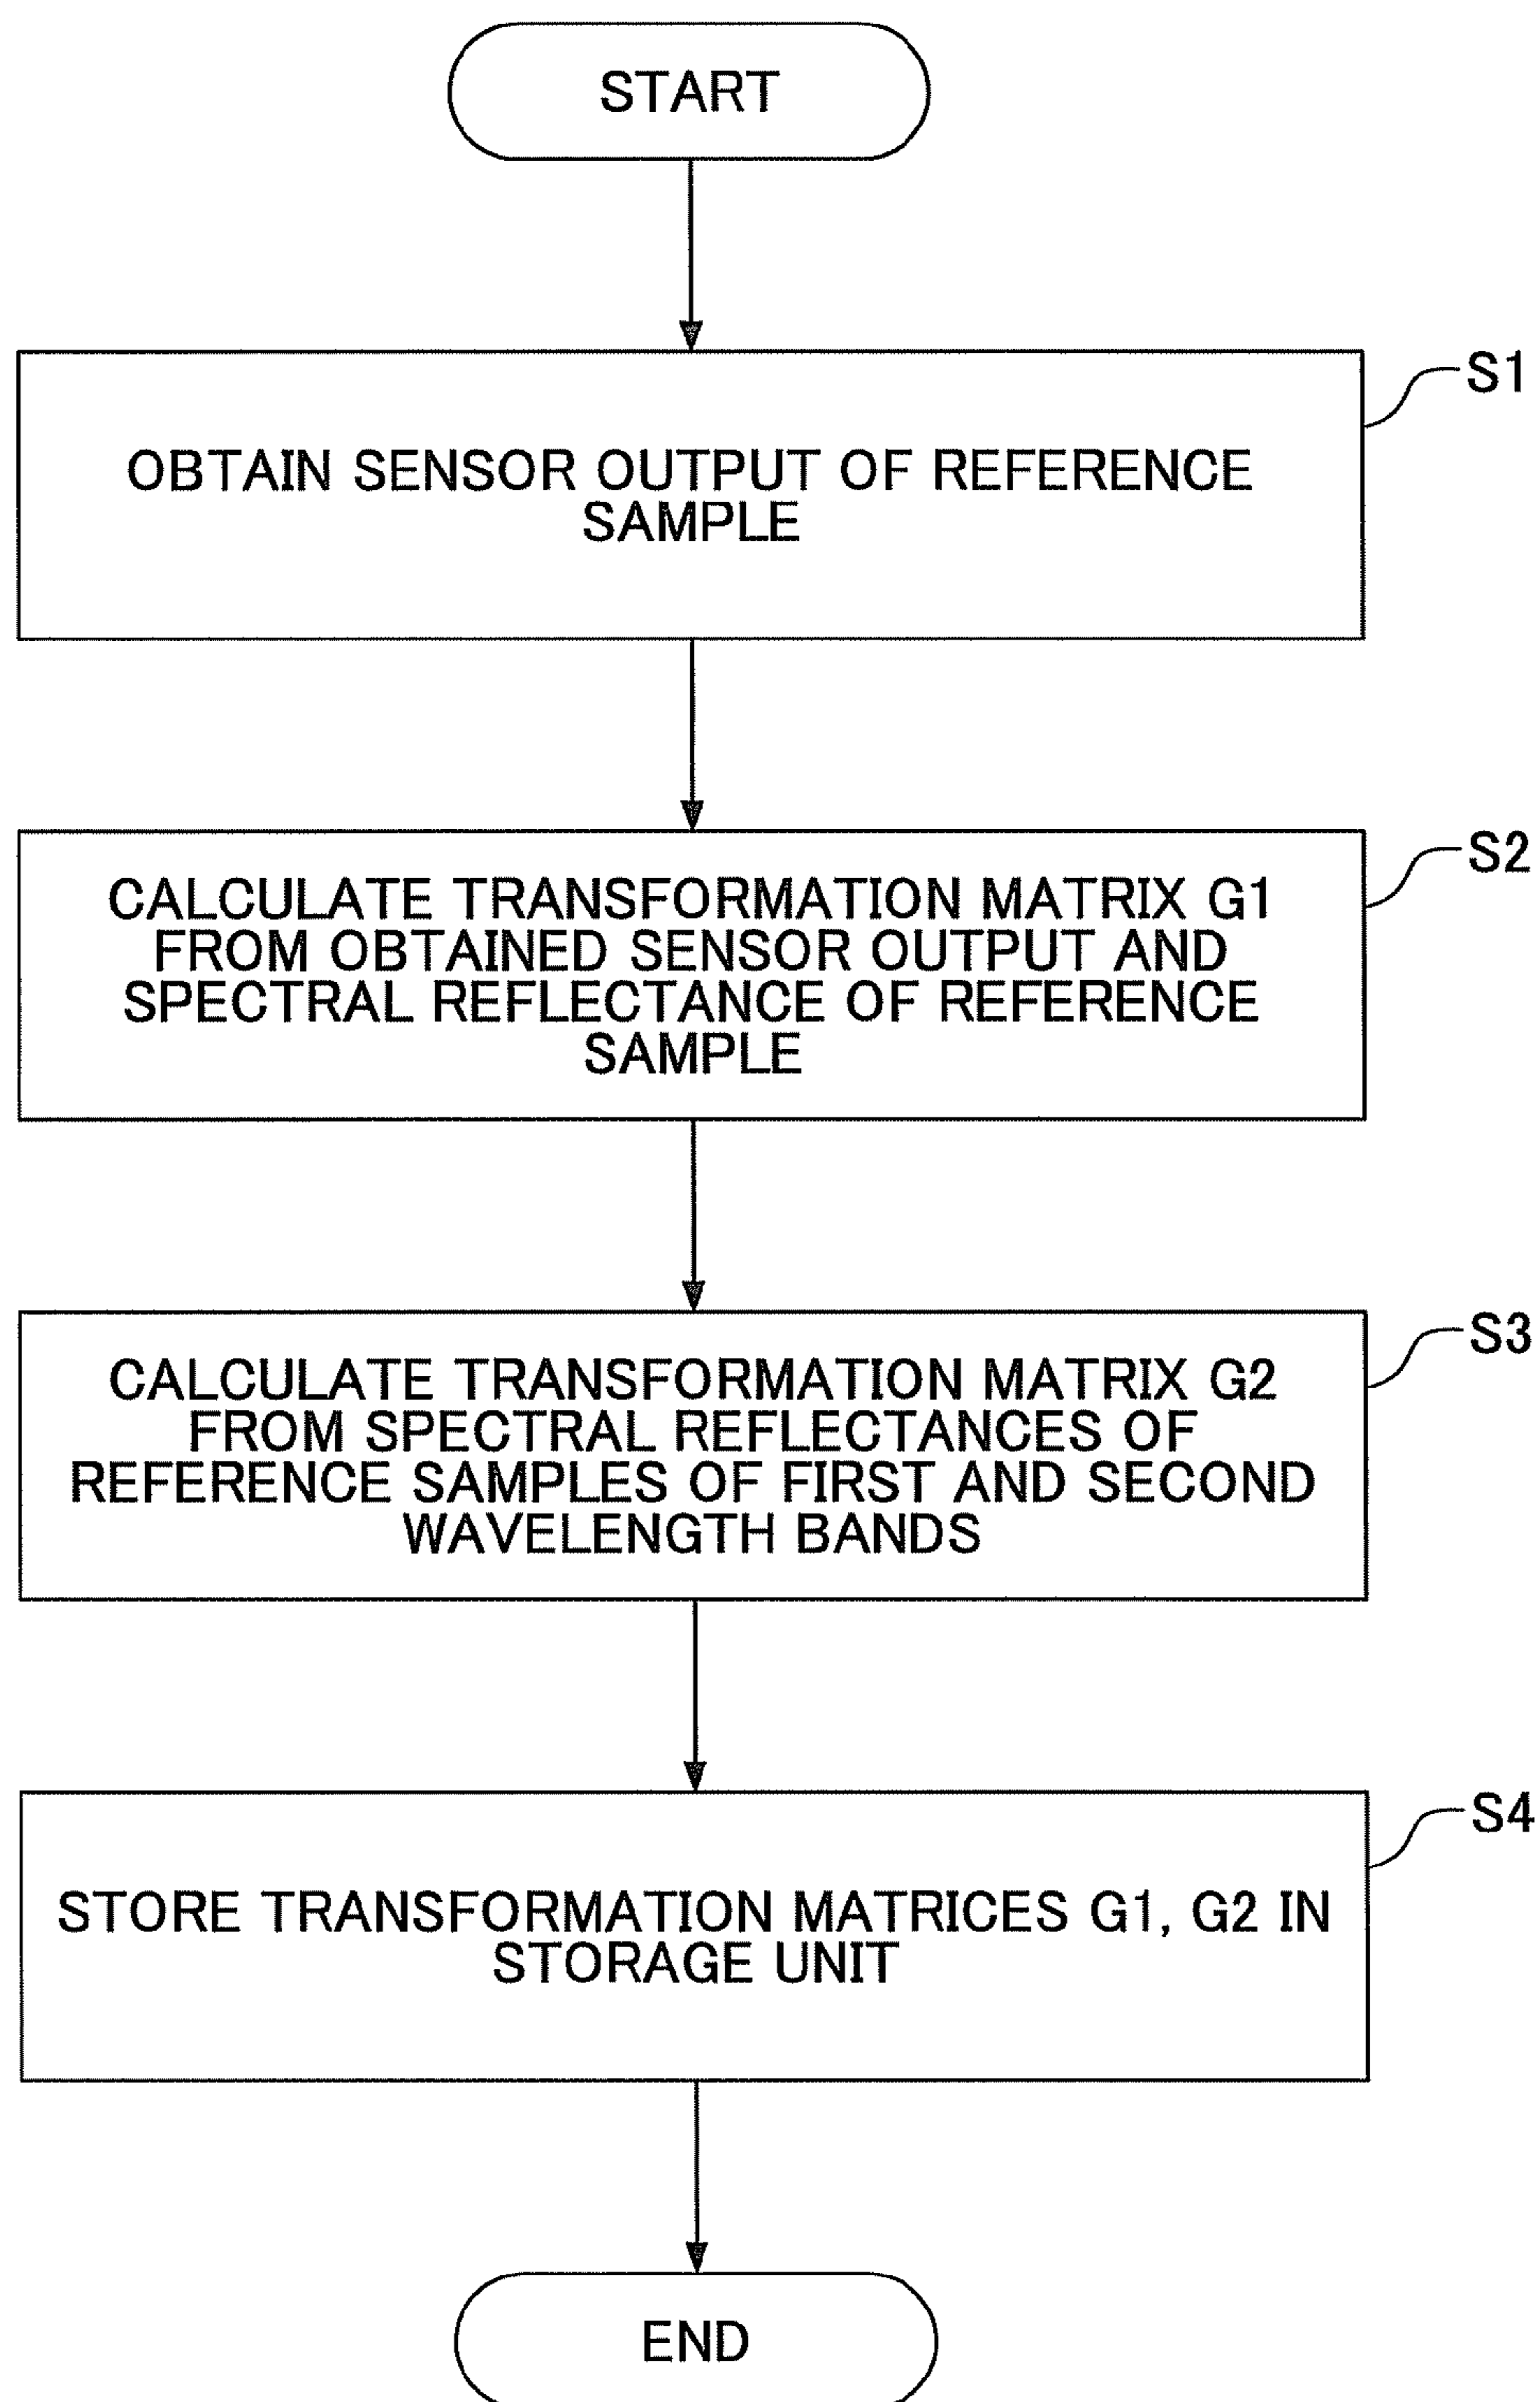 START
S1
OBTAIN SENSOR OUTPUT OF REFERENCE
SAMPLE
S2
CALCULATE TRANSFORMATION MATRIX G1
FROM OBTAINED SENSOR OUTPUT AND
SPECTRAL REFLECTANCE OF REFERENCE
SAMPLE
S3
CALCULATE TRANSFORMATION MATRIX G2
FROM SPECTRAL REFLECTANCES OF
REFERENCE SAMPLES OF FIRST AND SECOND
WAVELENGTH BANDS
S4
STORE TRANSFORMATION MATRICES G1, G2 IN
STORAGE UNIT
END